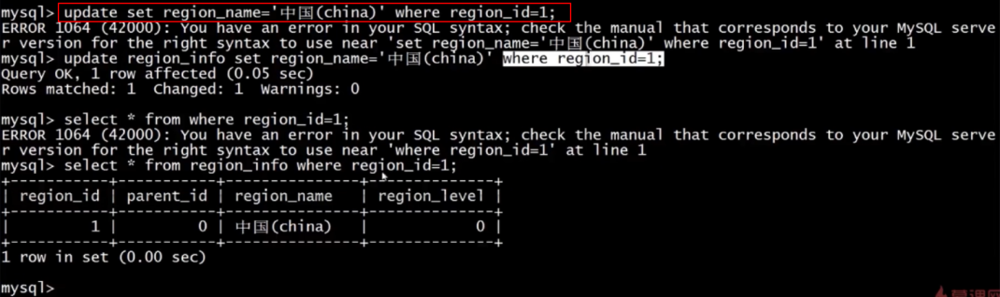 mysql> update set region_name='中国(china)' where region_id=1;
ERROR 1064 (42000): You have an error in your SQL syntax; check the manual that corresponds to your MySQL serve
r version for the right syntax to use near 'set region_name='中国(china)' where region_id=1' at line 1
mysql> update region_info set region_name='中国(china)' where region_id=1;
Query OK, 1 row affected (0.05 sec)
Rows matched: 1  Changed: 1  Warnings: 0
mysql> select * from where region_id=1;
ERROR 1064 (42000): You have an error in your SQL syntax; check the manual that corresponds to your MySQL serve
r version for the right syntax to use near 'where region_id=1' at line 1
mysql> select * from region_info where region_id=1;
+-----------+-----------+---------------+--------------+
| region_id | parent_id | region_name | region_level |
+-----------+-----------+---------------+--------------+
| 1 | 0 | 中国(china) | 0 |
+-----------+-----------+---------------+--------------+
1 row in set (0.00 sec)
mysql>